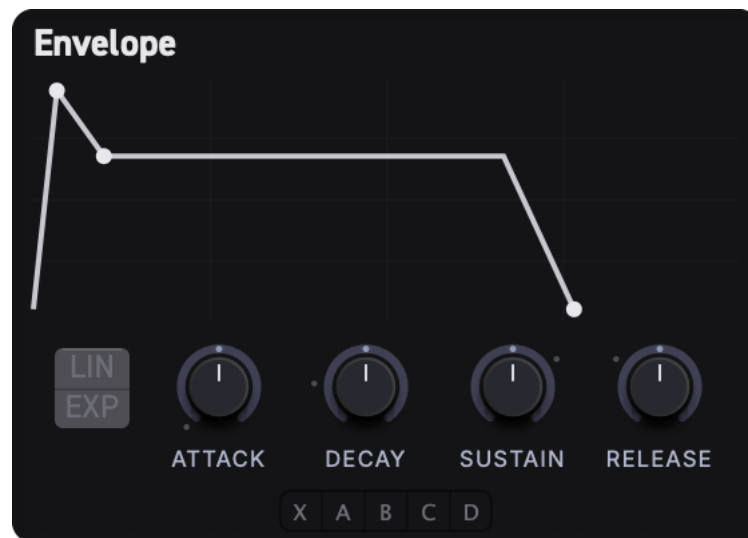 Envelope
LIN
EXP
ATTACK DECAY SUSTAIN RELEASE
X A B C D